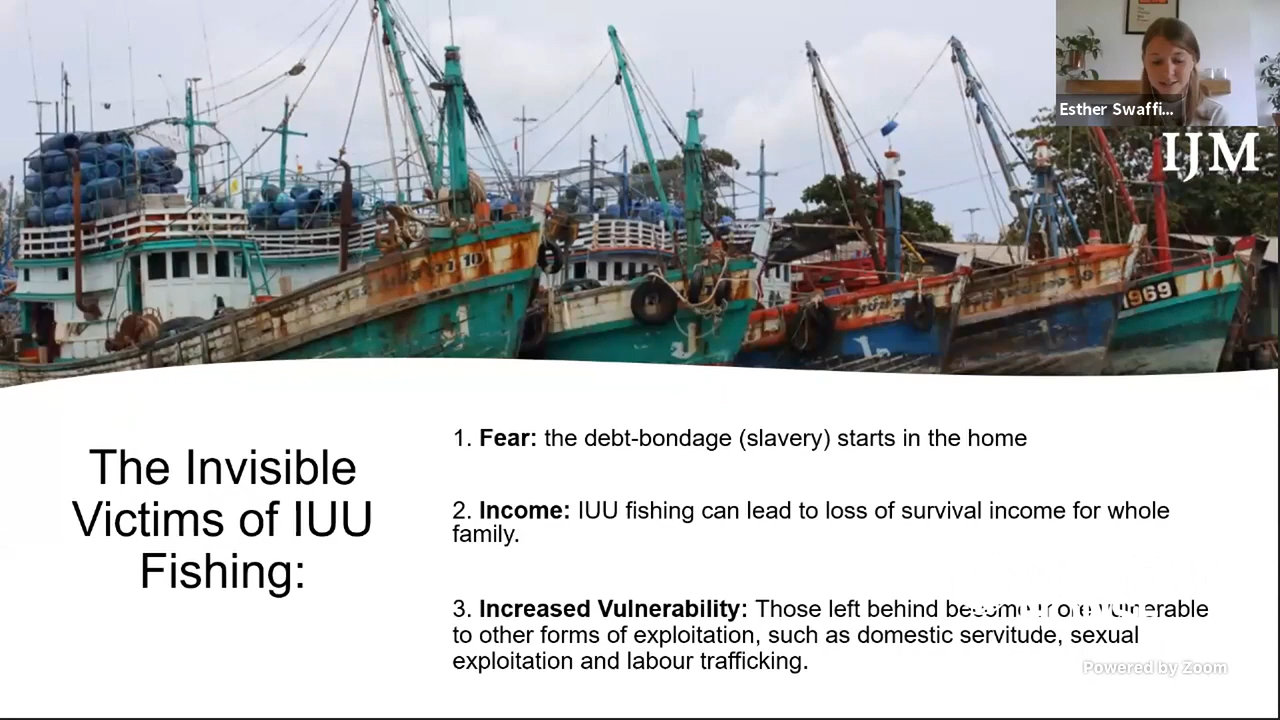 Esther Swaffi...
IJM
1969
The Invisible
Victims of IUU
Fishing:
1. Fear: the debt-bondage (slavery) starts in the home
2. Income: IUU fishing can lead to loss of survival income for whole
family.
3. Increased Vulnerability: Those left behind become more vulnerable
to other forms of exploitation, such as domestic servitude, sexual
exploitation and labour trafficking.
Powered by Zoom